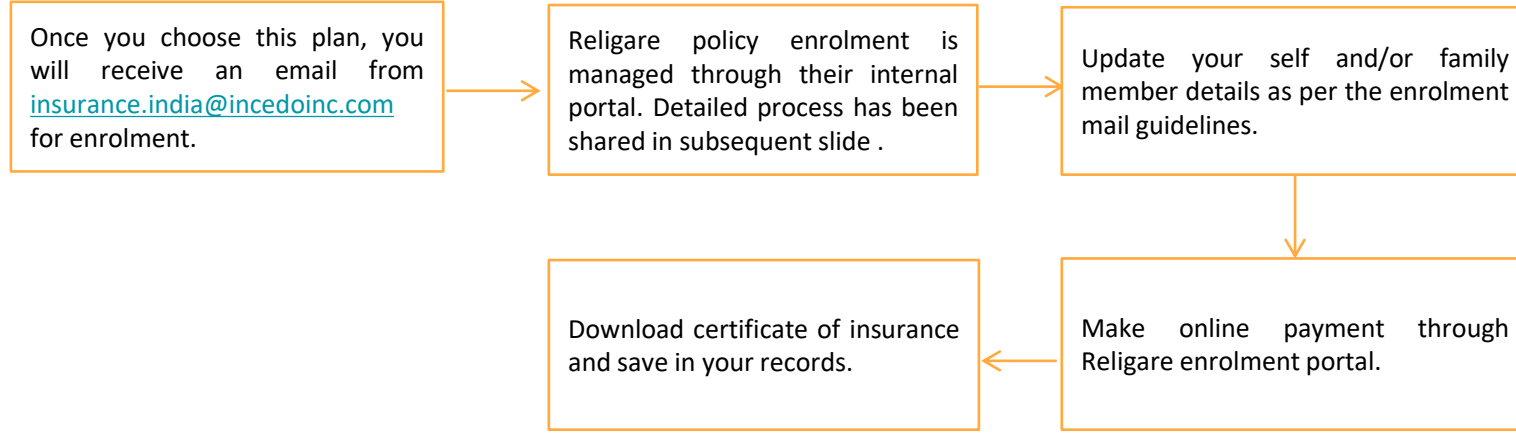 Once you choose this plan, you
will receive an email from
insurance.india@incedoinc.com
for enrolment.
Religare policy enrolment is
managed through their internal
portal. Detailed process has been
shared in subsequent slide .
Update your self and/or family
member details as per the enrolment
mail guidelines.
Make online payment through
Religare enrolment portal.
Download certificate of insurance
and save in your records.